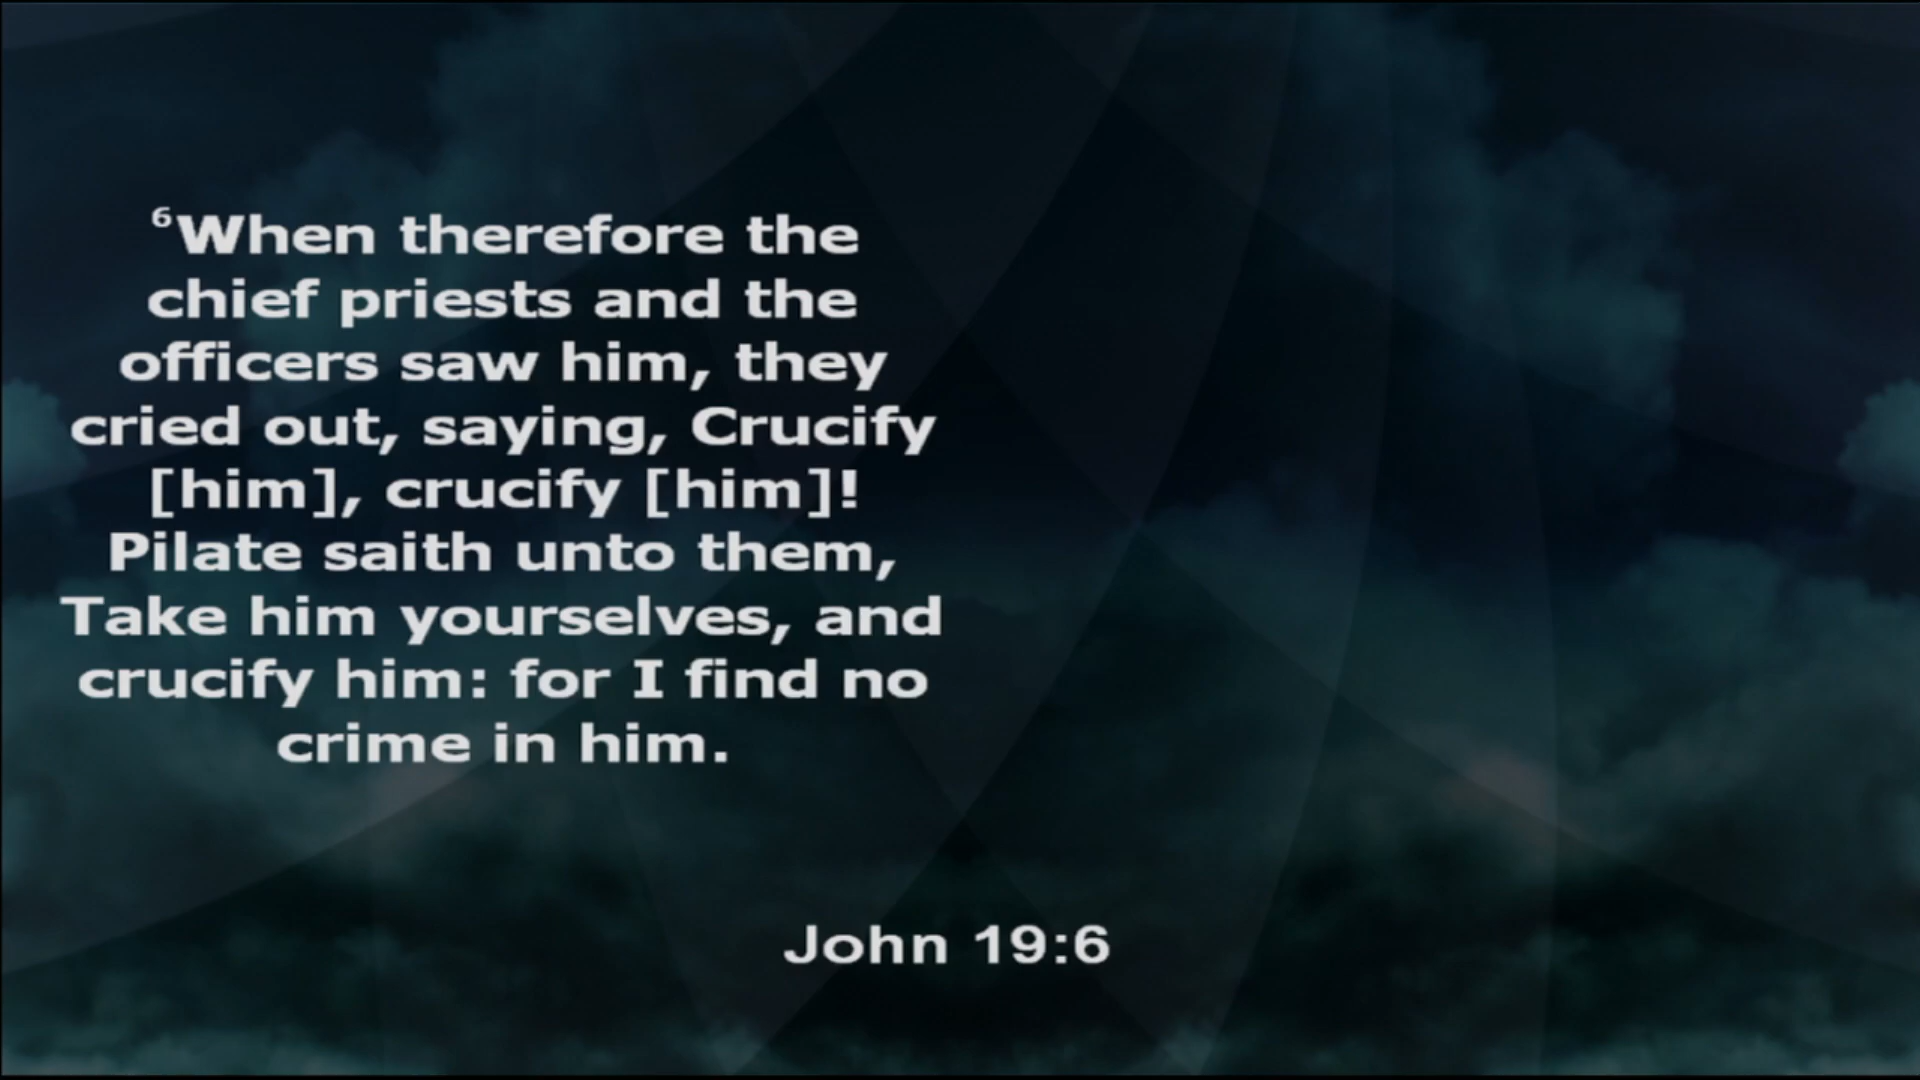 ⁶When therefore the
chief priests and the
officers saw him, they
cried out, saying, Crucify
[him], crucify [him]!
Pilate saith unto them,
Take him yourselves, and
crucify him: for I find no
crime in him.
John 19:6